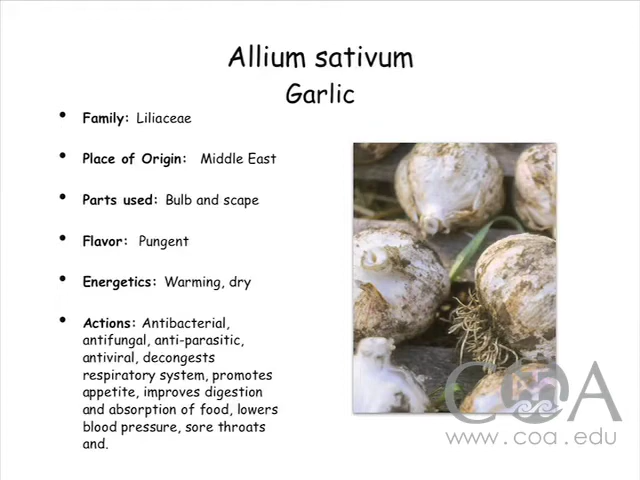 Allium sativum
Garlic
• Family: Liliaceae
• Place of Origin: Middle East
• Parts used: Bulb and scape
• Flavor: Pungent
• Energetics: Warming, dry
• Actions: Antibacterial,
antifungal, anti-parasitic,
antiviral, decongests
respiratory system, promotes
appetite, improves digestion
and absorption of food, lowers
blood pressure, sore throats
and.
COA
www.coa.edu